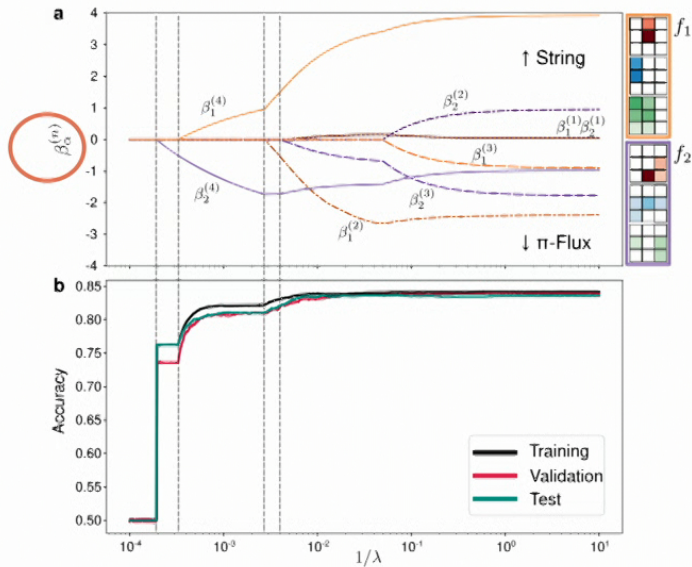 a
4
3
2
1
0
-1
-2
-3
-4
β_α^(n)
β_1^(4)
β_2^(4)
β_1^(2)
β_2^(3)
β_2^(2)
β_1^(1) β_2^(1)
β_1^(3)
↑ String
↓ π-Flux
f_1
f_2
b
0.85
0.80
0.75
0.70
0.65
0.60
0.55
0.50
Accuracy
Training
Validation
Test
10^-4 10^-3 10^-2 10^-1 10^0 10^1
1/λ